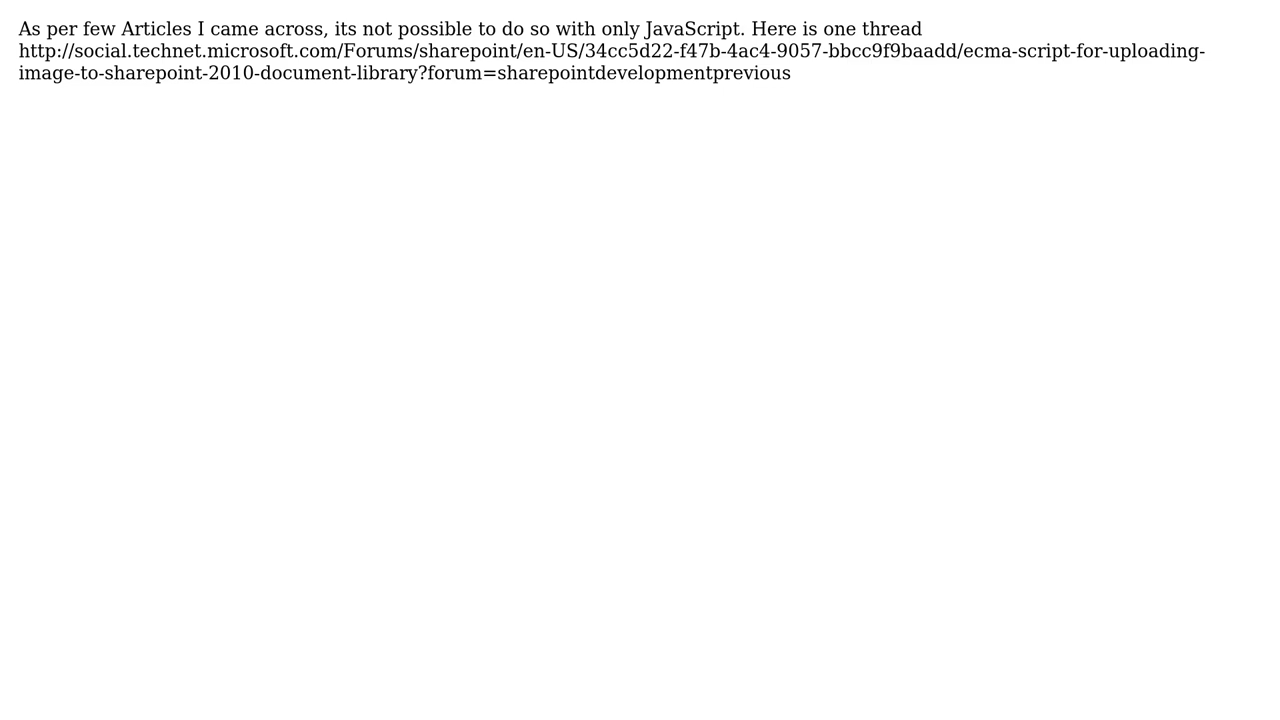 As per few Articles I came across, its not possible to do so with only JavaScript. Here is one thread
http://social.technet.microsoft.com/Forums/sharepoint/en-US/34cc5d22-f47b-4ac4-9057-bbcc9f9baadd/ecma-script-for-uploading-
image-to-sharepoint-2010-document-library?forum=sharepointdevelopmentprevious